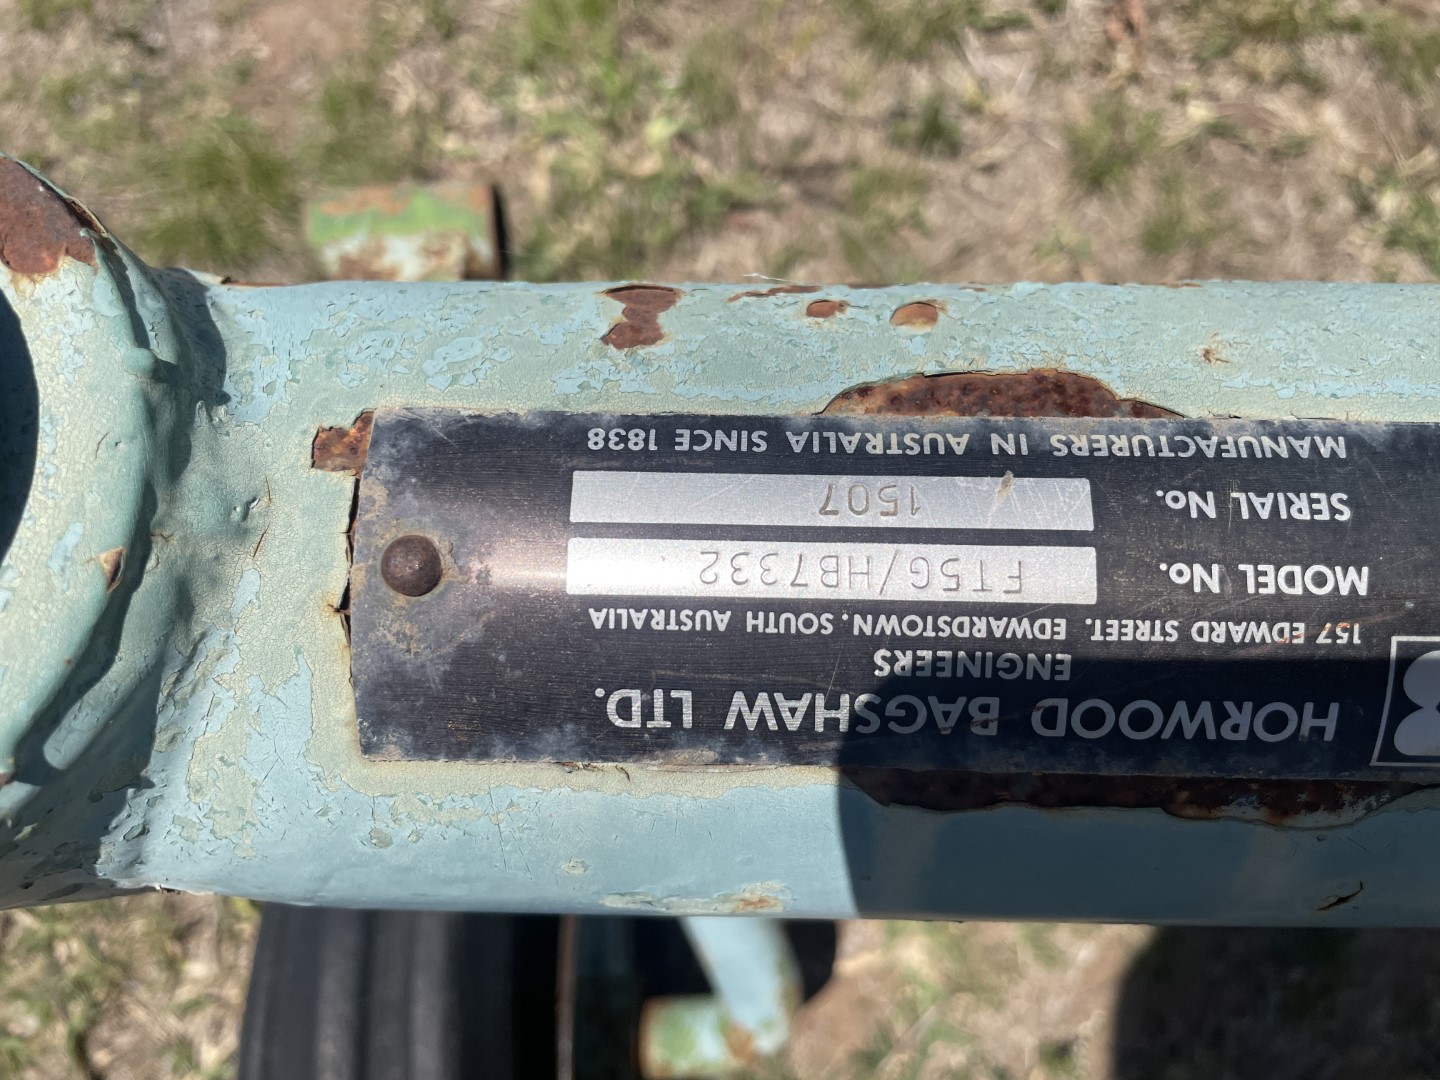 HORWOOD BAGSHAW LTD.
ENGINEERS
157 EDWARD STREET. EDWARDSTOWN. SOUTH AUSTRALIA
MODEL No. FT5G/HB7332
SERIAL No. 1507
MANUFACTURERS IN AUSTRALIA SINCE 1838